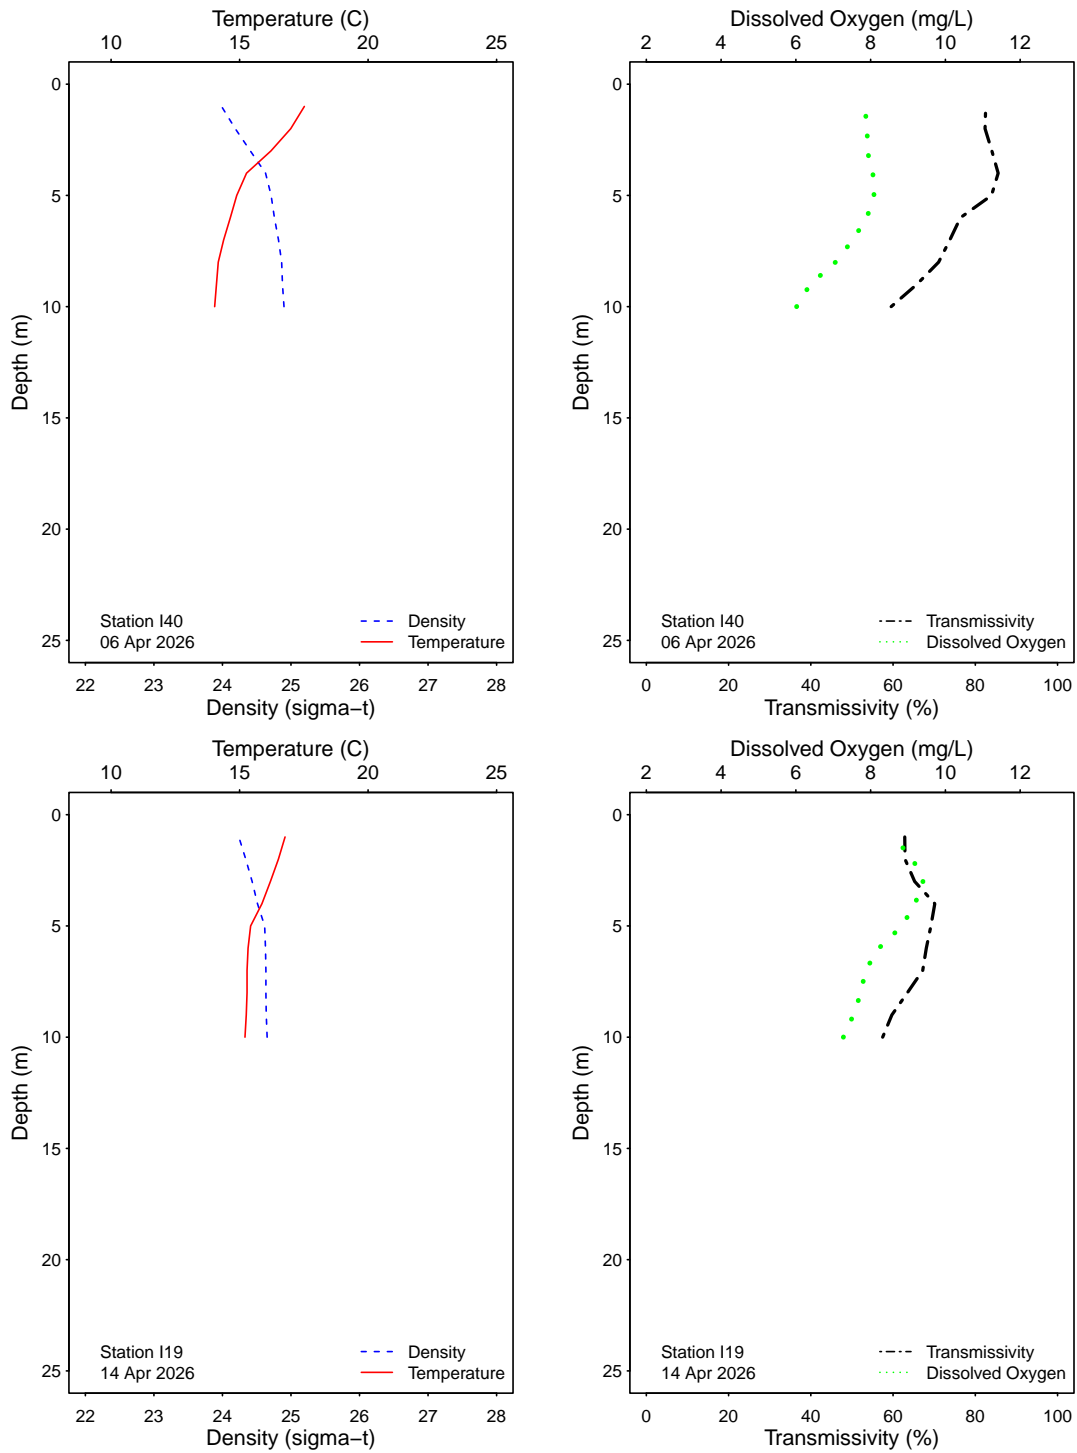 Temperature (C)
10 15 20 25
0
5
10
15
20
25
Depth (m)
Station I40
06 Apr 2026
Density
Temperature
22 23 24 25 26 27 28
Density (sigma−t)
Dissolved Oxygen (mg/L)
2 4 6 8 10 12
0
5
10
15
20
25
Depth (m)
Station I40
06 Apr 2026
Transmissivity
Dissolved Oxygen
0 20 40 60 80 100
Transmissivity (%)
Temperature (C)
10 15 20 25
0
5
10
15
20
25
Depth (m)
Station I19
14 Apr 2026
Density
Temperature
22 23 24 25 26 27 28
Density (sigma−t)
Dissolved Oxygen (mg/L)
2 4 6 8 10 12
0
5
10
15
20
25
Depth (m)
Station I19
14 Apr 2026
Transmissivity
Dissolved Oxygen
0 20 40 60 80 100
Transmissivity (%)